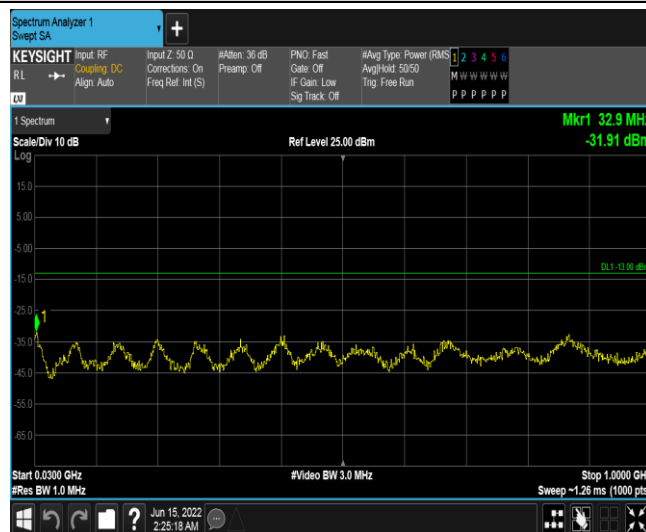 Spectrum Analyzer 1
Swept SA
+
KEYSIGHT
RL
Input: RF
Coupling: DC
Align: Auto
Input Z: 50 Ω
Corrections: On
Freq Ref: Int (S)
#Atten: 36 dB
Preamp: Off
PNO: Fast
Gate: Off
IF Gain: Low
Sig Track: Off
#Avg Type: Power (RMS
Avg|Hold: 50/50
Trig: Free Run
1 2 3 4 5 6
M W W W W W
P P P P P P
1 Spectrum
Scale/Div 10 dB
Log
Ref Level 25.00 dBm
Mkr1 32.9 MHz
-31.91 dBm
15.0
5.00
-5.00
-15.0
-25.0
-35.0
-45.0
-55.0
-65.0
DL1 -13.00 dBm
1
Start 0.0300 GHz
#Res BW 1.0 MHz
#Video BW 3.0 MHz
Stop 1.0000 GHz
Sweep ~1.26 ms (1000 pts
?
Jun 15, 2022
2:25:18 AM